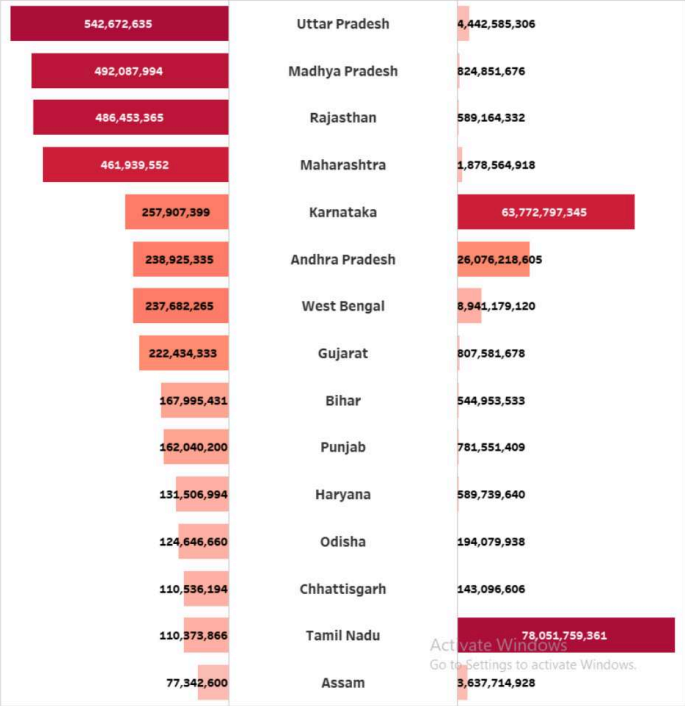 542,672,635 Uttar Pradesh 4,442,585,306
492,087,994 Madhya Pradesh 824,851,676
486,453,365 Rajasthan 589,164,332
461,939,552 Maharashtra 1,878,564,918
257,907,399 Karnataka 63,772,797,345
238,925,335 Andhra Pradesh 26,076,218,605
237,682,265 West Bengal 8,941,179,120
222,434,333 Gujarat 807,581,678
167,995,431 Bihar 544,953,533
162,040,200 Punjab 781,551,409
131,506,994 Haryana 589,739,640
124,646,660 Odisha 194,079,938
110,536,194 Chhattisgarh 143,096,606
110,373,866 Tamil Nadu 78,051,759,361
Activate Windows
Go to Settings to activate Windows.
77,342,600 Assam 3,637,714,928